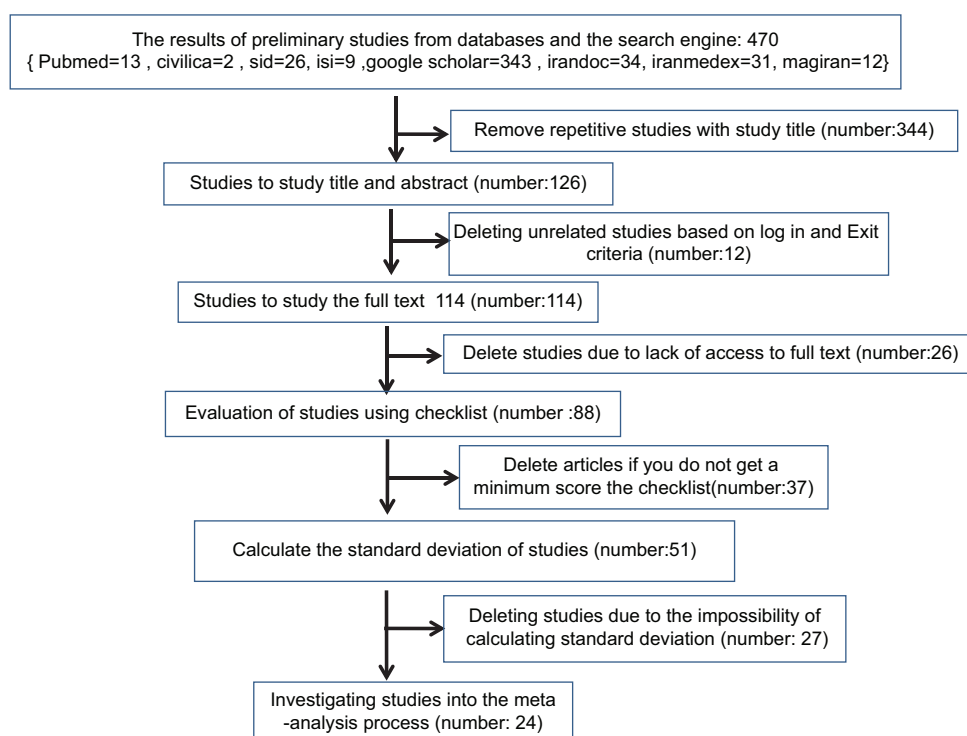 The results of preliminary studies from databases and the search engine: 470
{ Pubmed=13 , civilica=2 , sid=26, isi=9 ,google scholar=343 , irandoc=34, iranmedex=31, magiran=12}
Remove repetitive studies with study title (number:344)
Studies to study title and abstract (number:126)
Deleting unrelated studies based on log in and Exit
criteria (number:12)
Studies to study the full text  114 (number:114)
Delete studies due to lack of access to full text (number:26)
Evaluation of studies using checklist (number :88)
Delete articles if you do not get a
minimum score the checklist(number:37)
Calculate the standard deviation of studies (number:51)
Deleting studies due to the impossibility of
calculating standard deviation (number: 27)
Investigating studies into the meta
-analysis process (number: 24)